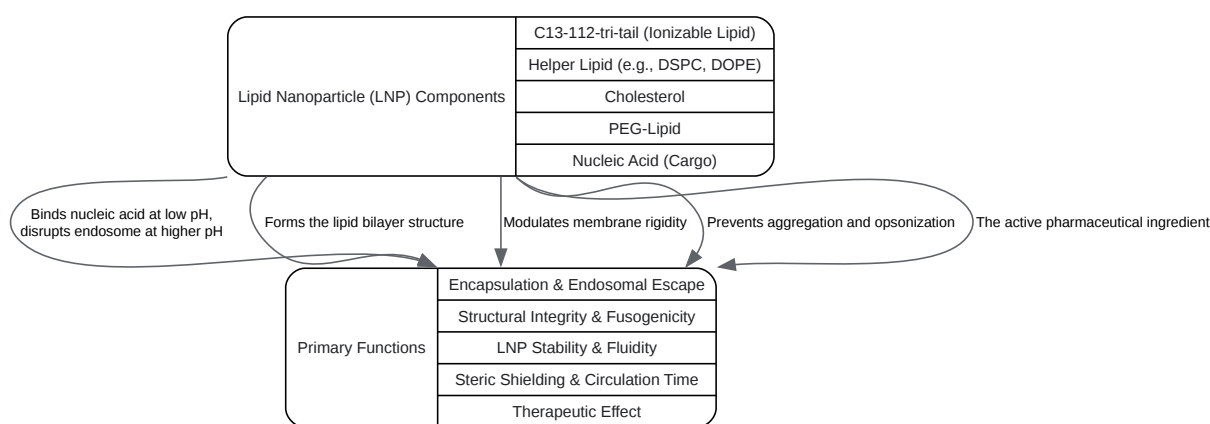 Lipid Nanoparticle (LNP) Components
C13-112-tri-tail (Ionizable Lipid)
Helper Lipid (e.g., DSPC, DOPE)
Cholesterol
PEG-Lipid
Nucleic Acid (Cargo)
Binds nucleic acid at low pH,
disrupts endosome at higher pH
Forms the lipid bilayer structure
Modulates membrane rigidity
Prevents aggregation and opsonization
The active pharmaceutical ingredient
Primary Functions
Encapsulation & Endosomal Escape
Structural Integrity & Fusogenicity
LNP Stability & Fluidity
Steric Shielding & Circulation Time
Therapeutic Effect